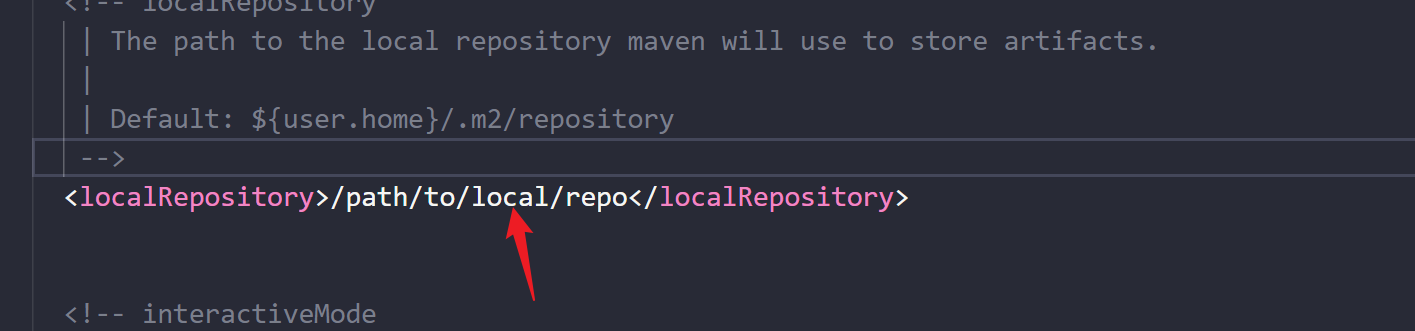 <!-- localRepository
| The path to the local repository maven will use to store artifacts.
|
| Default: ${user.home}/.m2/repository
-->
<localRepository>/path/to/local/repo</localRepository>
<!-- interactiveMode